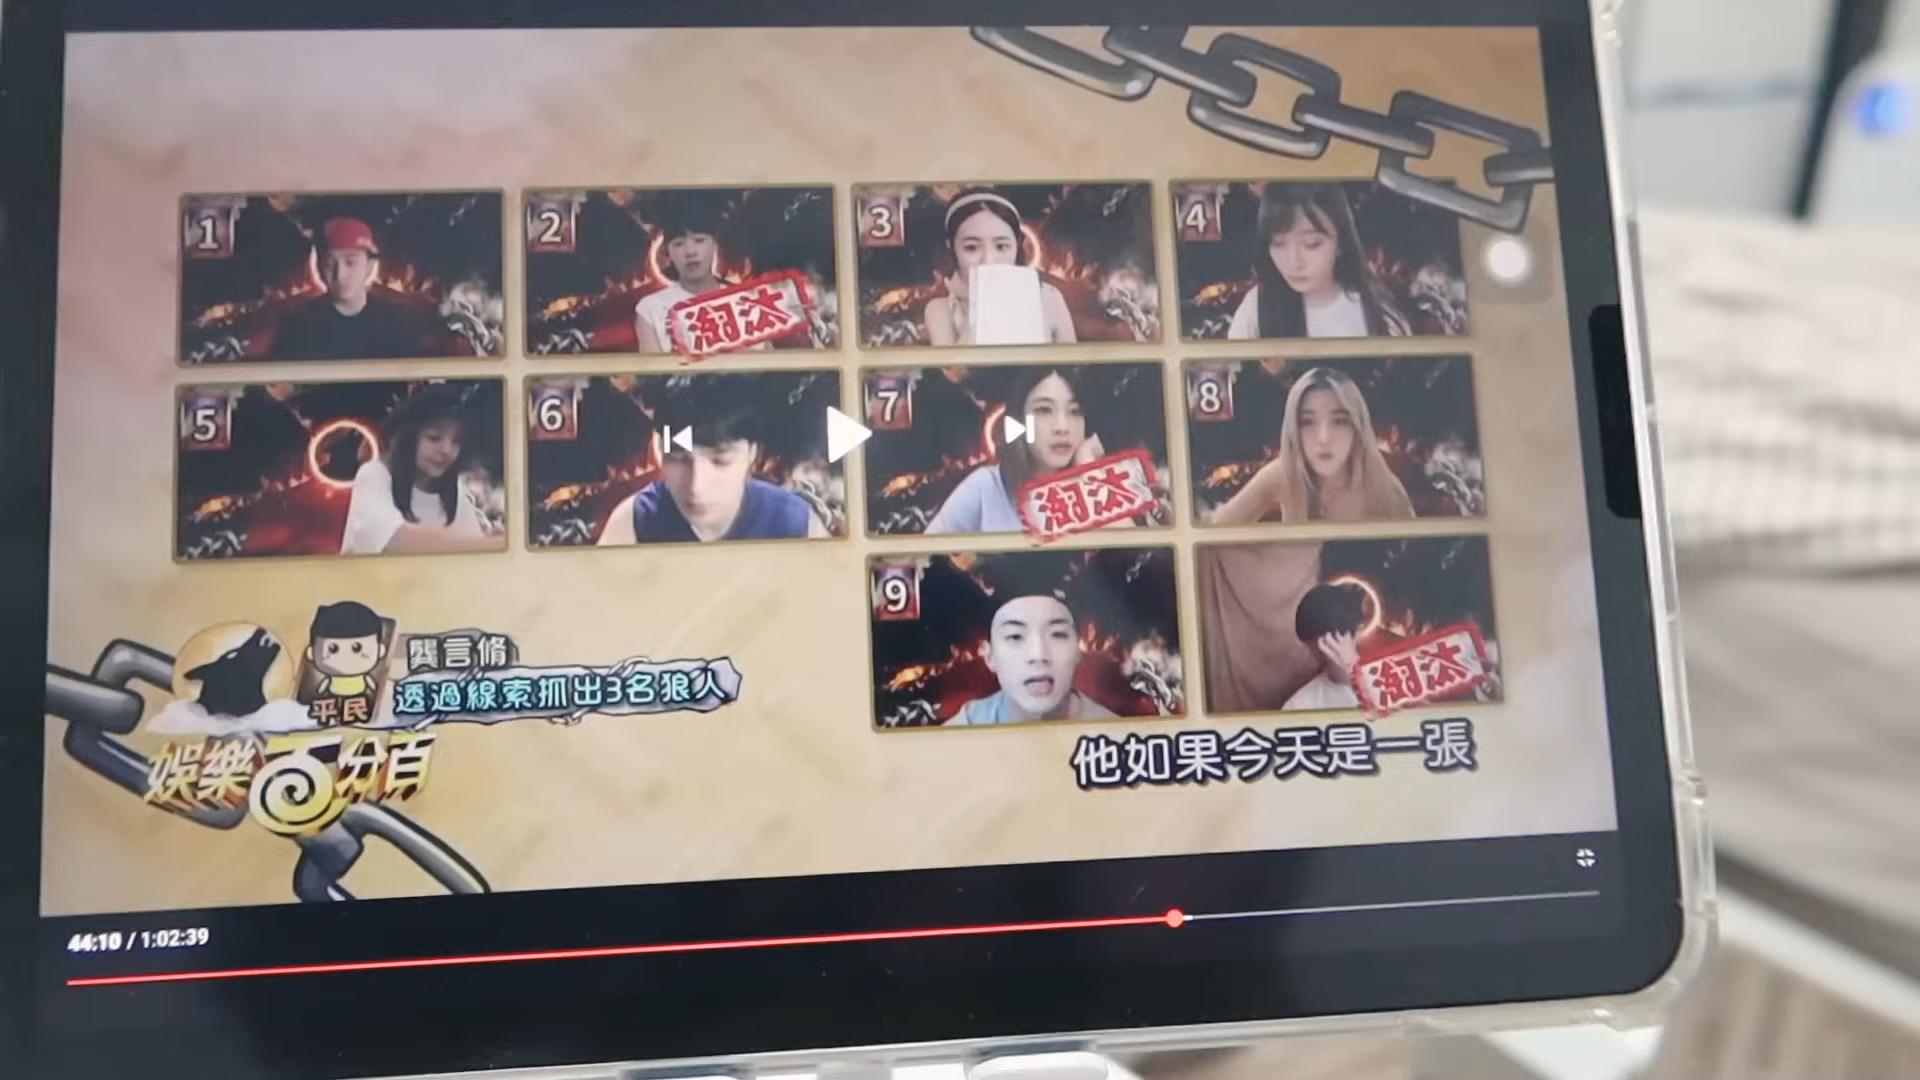 1
2
淘汰
3
4
5
6
7
淘汰
8
9
淘汰
龔言脩
透過線索抓出3名狼人
平民
娛樂百分百
他如果今天是一張
44:10 / 1:02:39